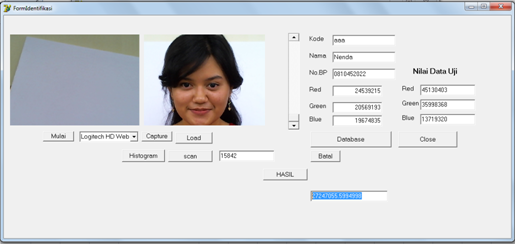 FormIdentifikasi
Kode aaa
Nama Nenda
No.BP 0810452022
Nilai Data Uji
Red 24539215 Red 45130403
Green 20569193 Green 35998368
Blue 19674835 Blue 13719320
Mulai Logitech HD Web Capture Load Database Close
Histogram scan 15842 Batal
HASIL
27247055.5994998